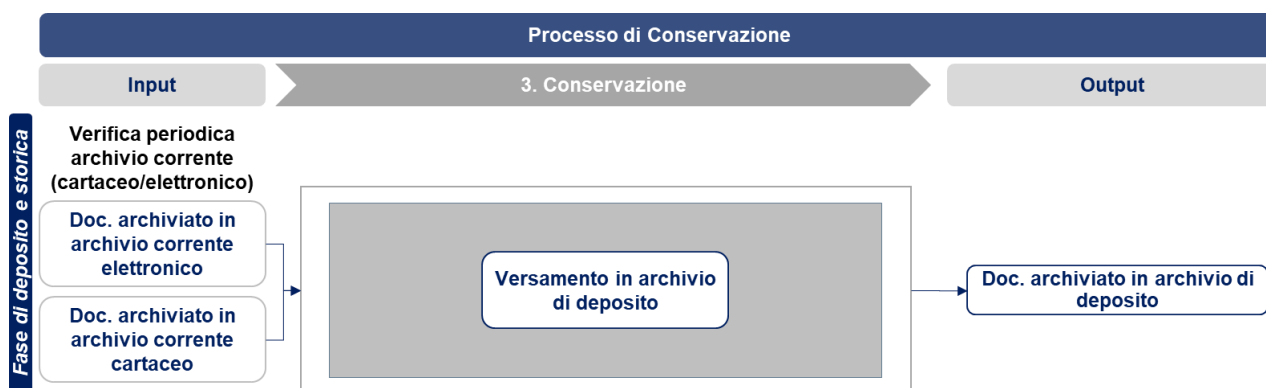 Processo di Conservazione
Input
3. Conservazione
Output
Fase di deposito e storica
Verifica periodica
archivio corrente
(cartaceo/elettronico)
Doc. archiviato in
archivio corrente
elettronico
Doc. archiviato in
archivio corrente
cartaceo
Versamento in archivio
di deposito
Doc. archiviato in archivio di
deposito